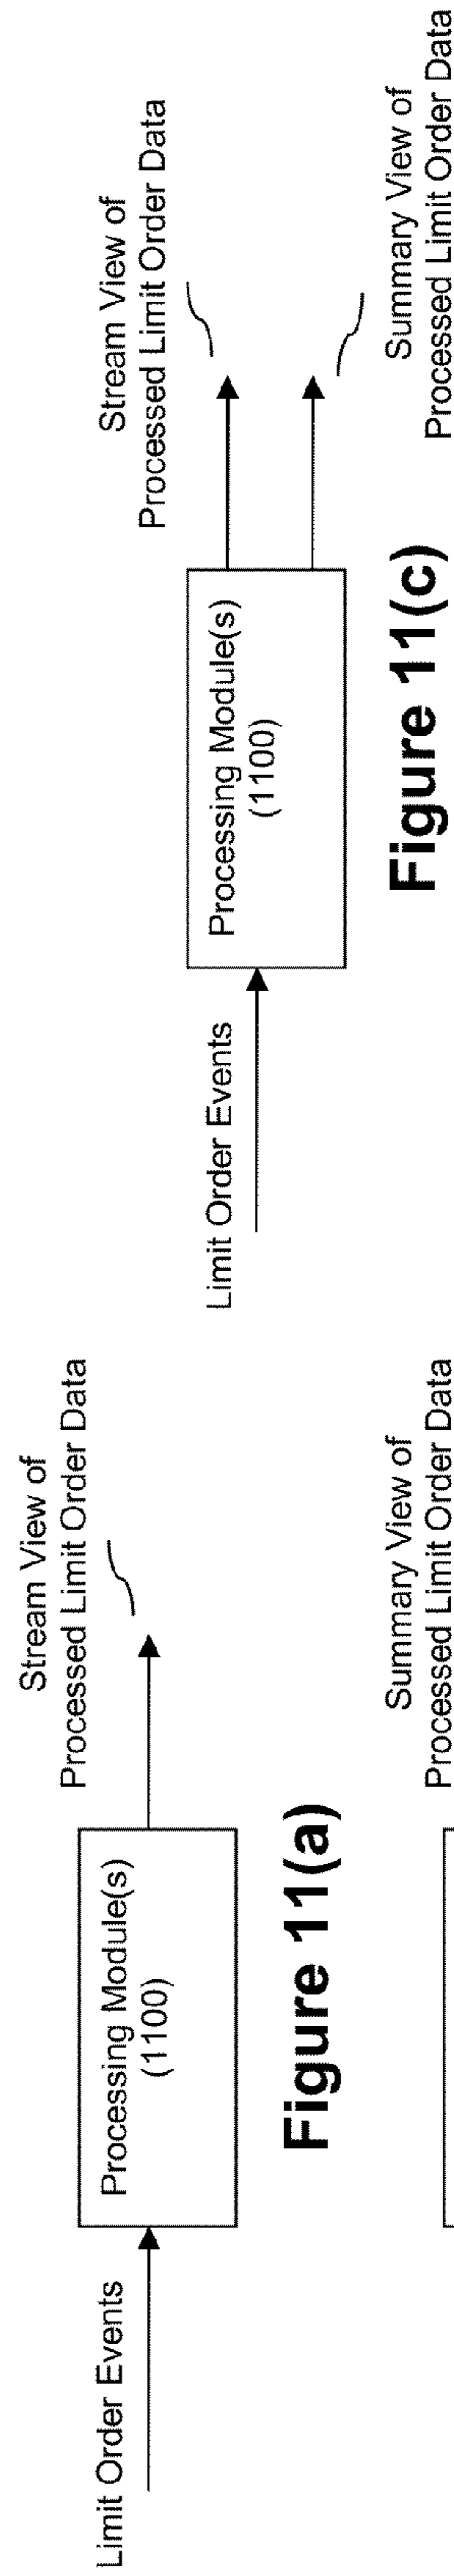 Stream View of
Processed Limit Order Data
Limit Order Events
Processing Module(s)
(1100)
Figure 11(a)
Summary View of
Processed Limit Order Data
Stream View of
Processed Limit Order Data
Limit Order Events
Processing Module(s)
(1100)
Summary View of
Processed Limit Order Data
Figure 11(c)